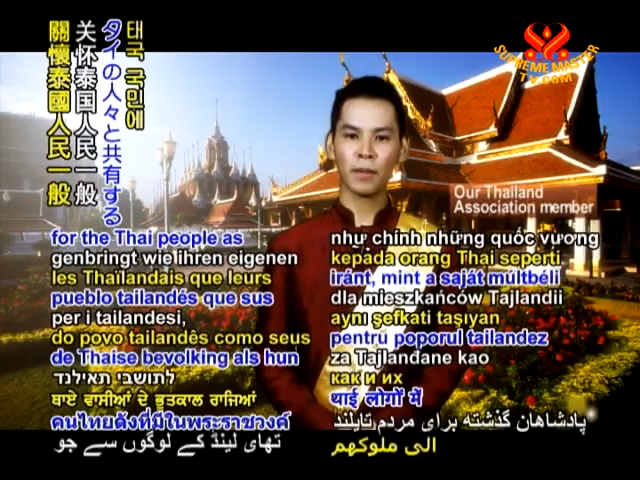 태국 국민에
タイの人々と共有する
关怀泰国人民一般
關懷泰國人民一般
SUPREME MASTER
TV.COM
Our Thailand
Association member
for the Thai people as
genbringt wie ihren eigenen
les Thaïlandais que leurs
pueblo tailandés que sus
per i tailandesi,
do povo tailandês como seus
de Thaise bevolking als hun
לתושבי תאילנד
ਥਾਏ ਵਾਸੀਆਂ ਦੇ ਭੂਤਕਾਲ ਰਾਜਿਆਂ
คนไทยดังที่มีในพระราชวงค์
تھای لینڈ کے لوگوں سے جو
như chính những quốc vương
kepada orang Thai seperti
iránt, mint a saját múltbéli
dla mieszkańców Tajlandii
aynı şefkati taşıyan
pentru poporul tailandez
za Tajlanđane kao
как и их
थाई लोगों में
پادشاهان گذشته برای مردم تایلند
الى ملوكهم